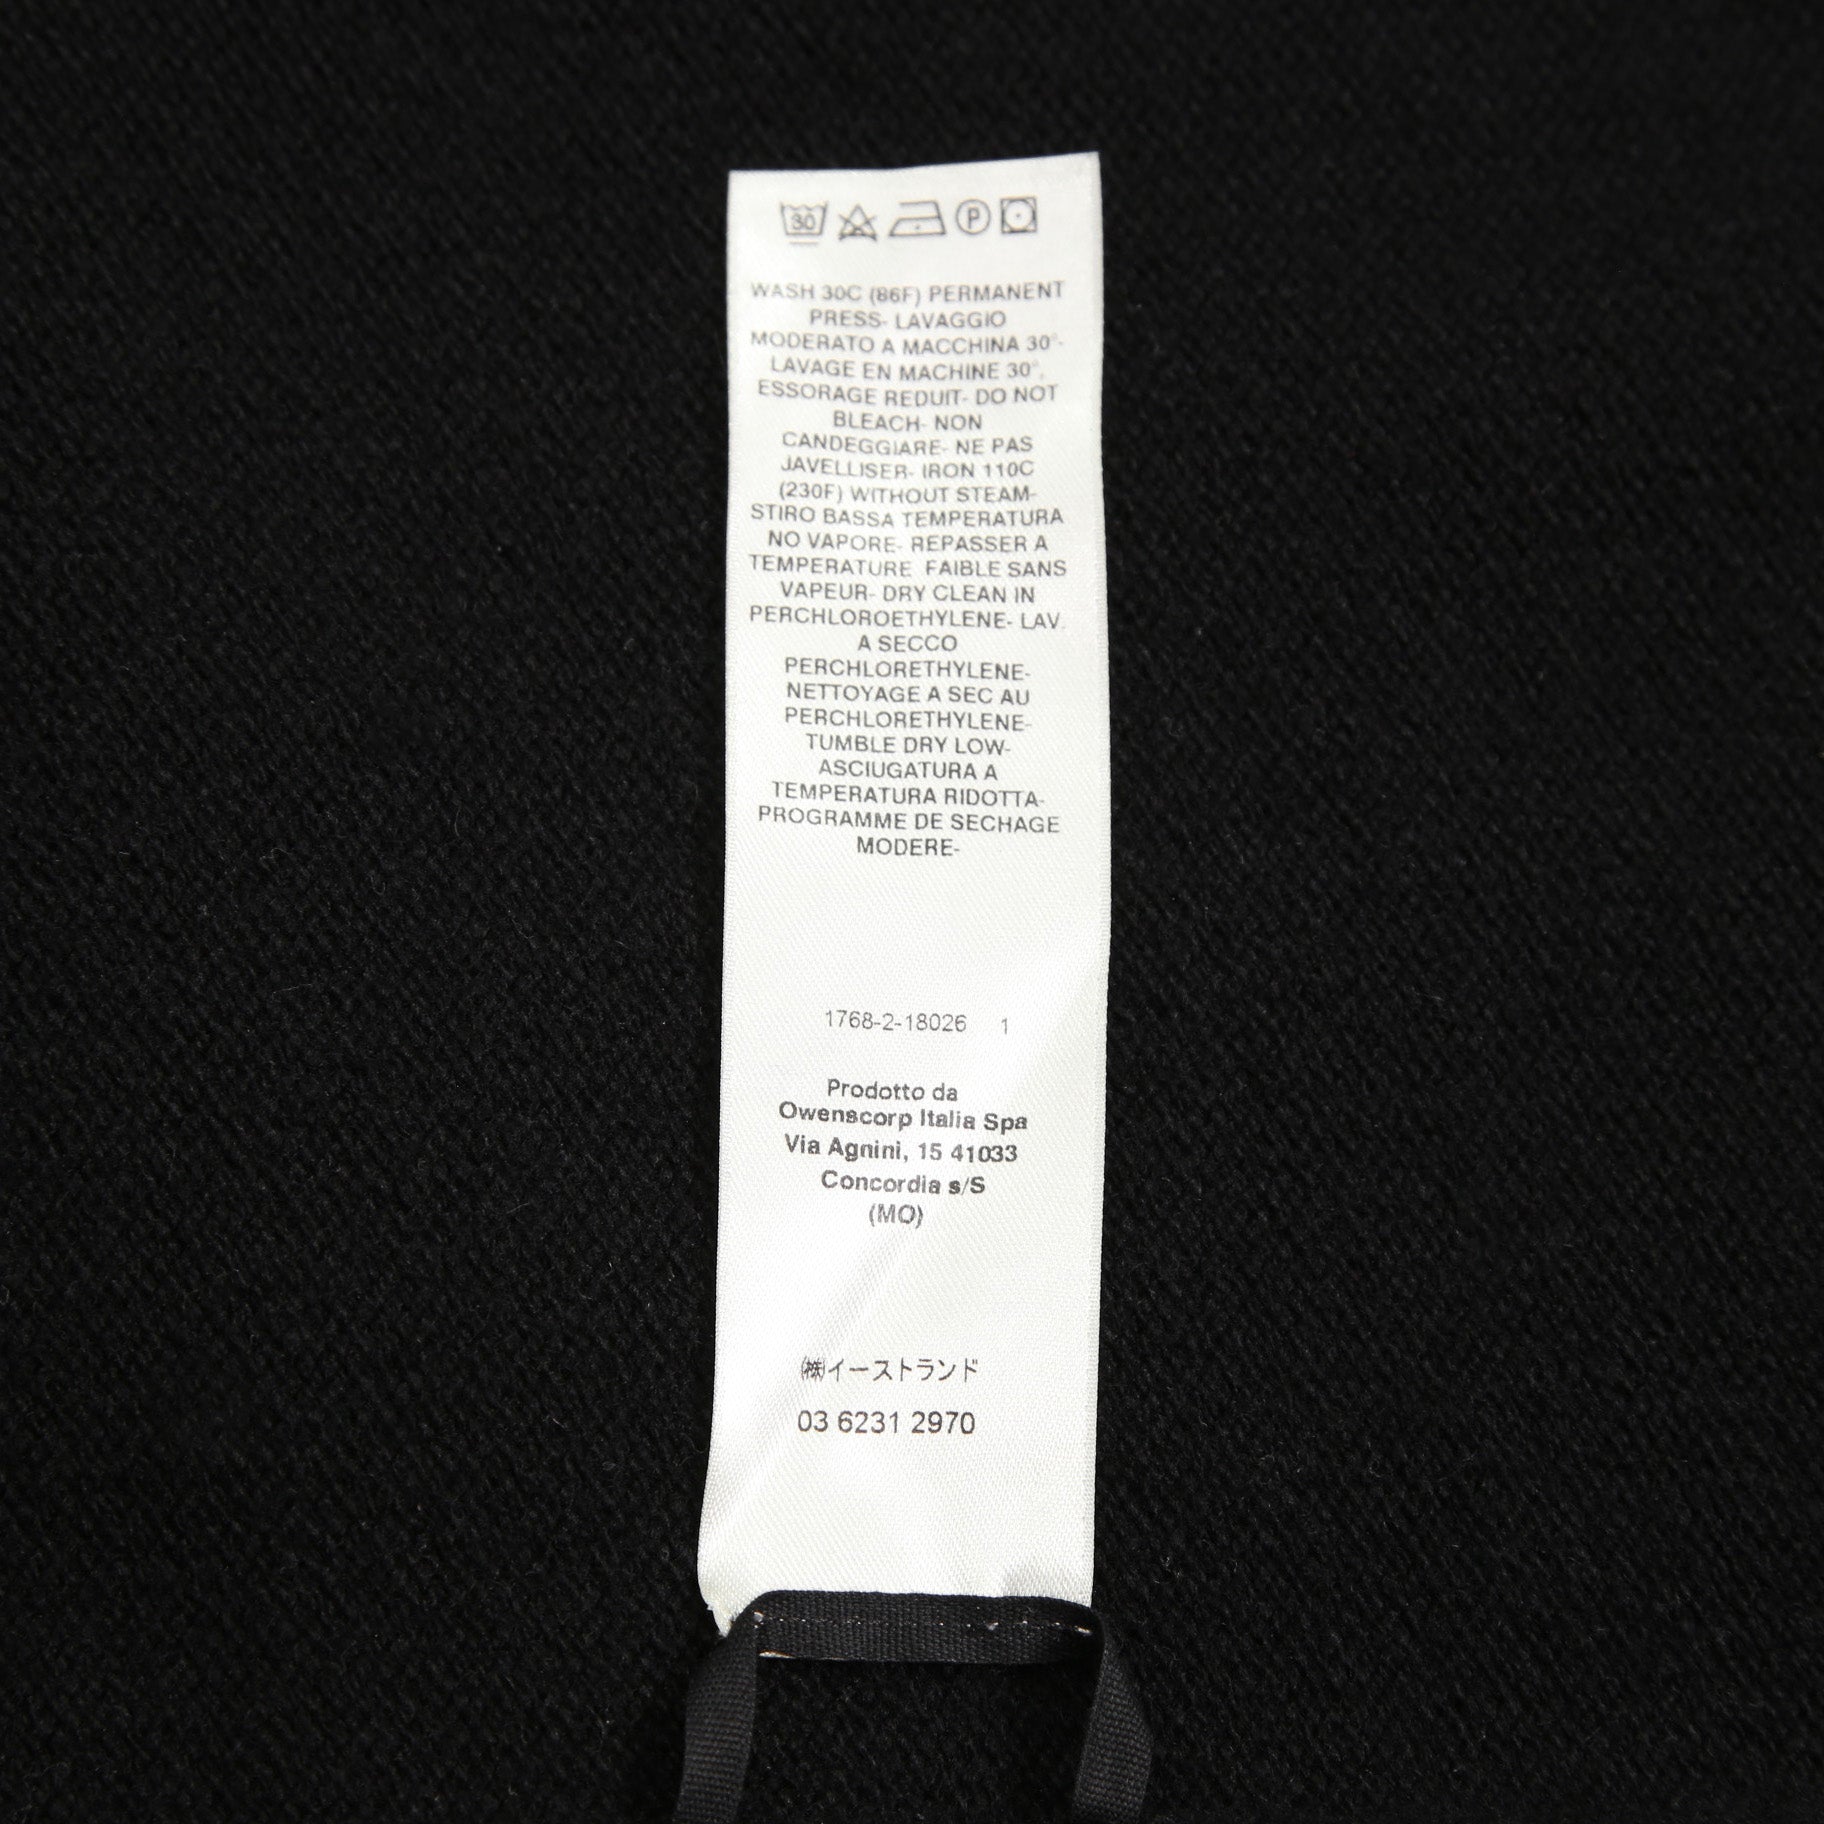 30 P
WASH 30C (86F) PERMANENT
PRESS- LAVAGGIO
MODERATO A MACCHINA 30°-
LAVAGE EN MACHINE 30°,
ESSORAGE REDUIT- DO NOT
BLEACH- NON
CANDEGGIARE- NE PAS
JAVELLISER- IRON 110C
(230F) WITHOUT STEAM-
STIRO BASSA TEMPERATURA
NO VAPORE- REPASSER A
TEMPERATURE FAIBLE SANS
VAPEUR- DRY CLEAN IN
PERCHLOROETHYLENE- LAV.
A SECCO
PERCHLORETHYLENE-
NETTOYAGE A SEC AU
PERCHLORETHYLENE-
TUMBLE DRY LOW-
ASCIUGATURA A
TEMPERATURA RIDOTTA-
PROGRAMME DE SECHAGE
MODERE-
1768-2-18026 1
Prodotto da
Owenscorp Italia Spa
Via Agnini, 15 41033
Concordia s/S
(MO)
㈱イーストランド
03 6231 2970